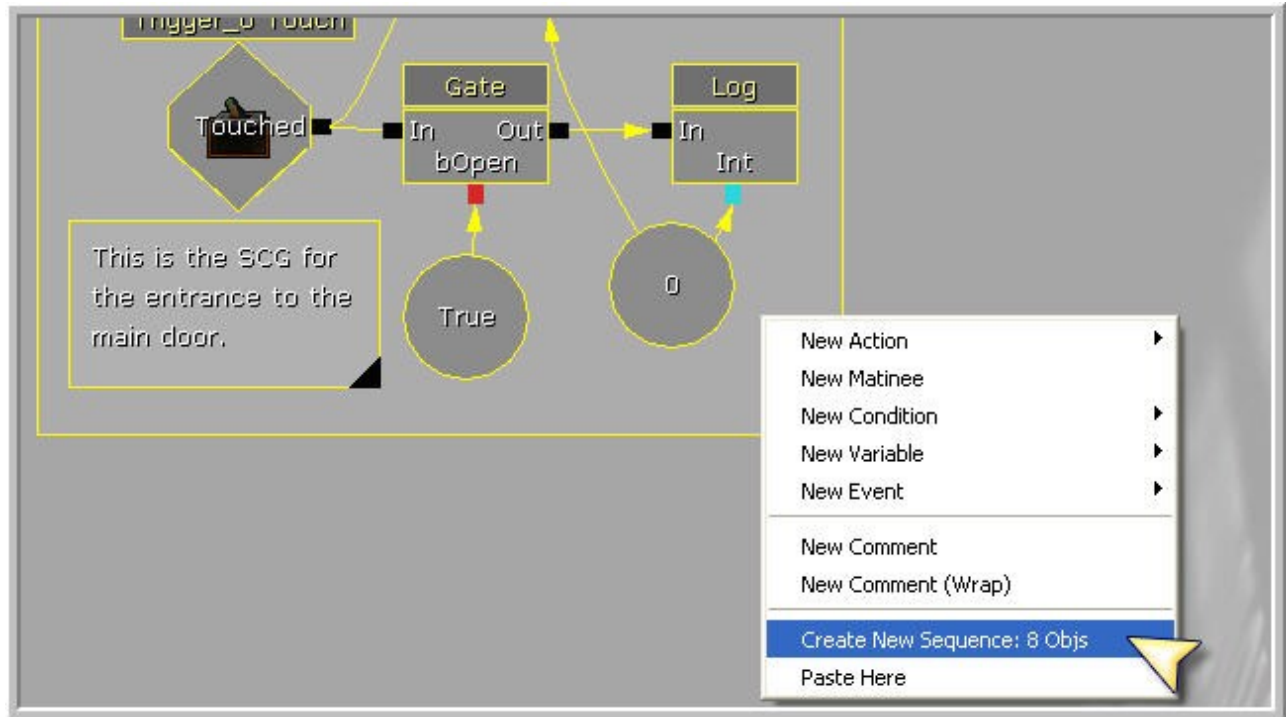 Trigger_0 Touch
Gate
Log
Touched
In
Out
In
bOpen
Int
This is the SCG for
the entrance to the
main door.
True
0
New Action
New Matinee
New Condition
New Variable
New Event
New Comment
New Comment (Wrap)
Create New Sequence: 8 Objs
Paste Here